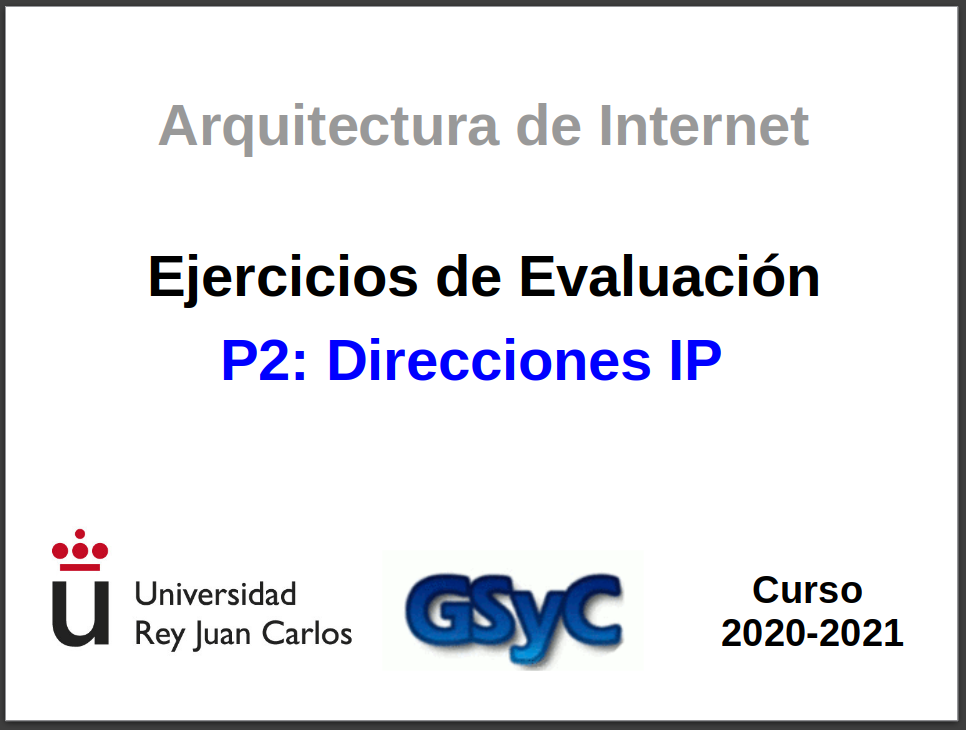 Arquitectura de Internet
Ejercicios de Evaluación
P2: Direcciones IP
Universidad
Rey Juan Carlos
GSyC
Curso
2020-2021